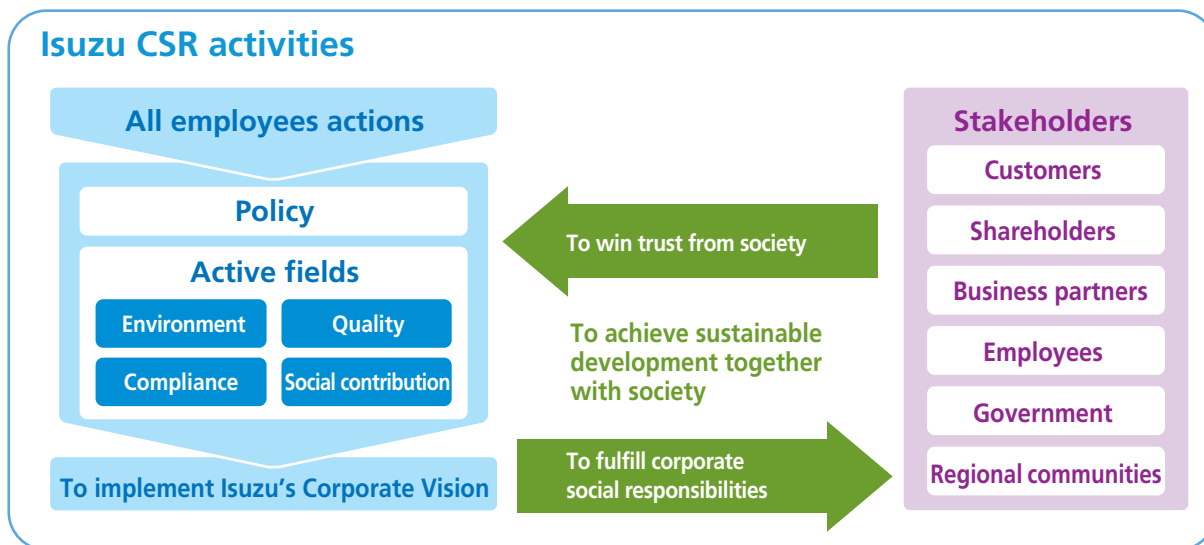 Isuzu CSR activities
All employees actions
Policy
Active fields
Environment
Quality
Compliance
Social contribution
To implement Isuzu’s Corporate Vision
To win trust from society
To achieve sustainable
development together
with society
To fulfill corporate
social responsibilities
Stakeholders
Customers
Shareholders
Business partners
Employees
Government
Regional communities